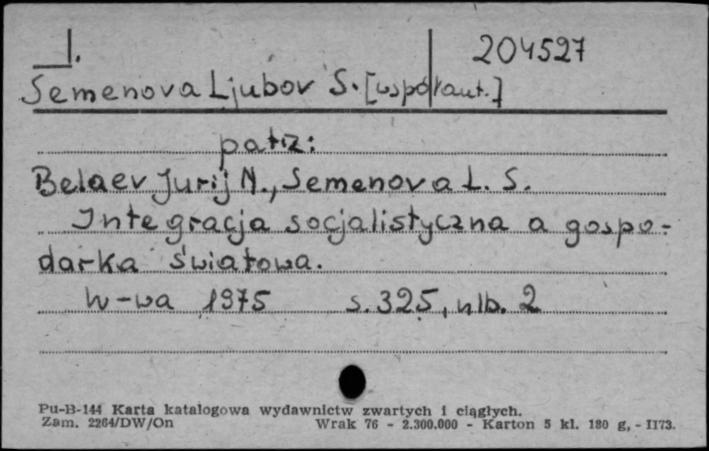 I. 204527
Semenova Ljubov S. [współaut.]
patrz:
Belaev Jurij N., Semenova L. S.
Integracja socjalistyczna a gospo-
darka światowa.
W-wa 1975 s. 325, nlb. 2
Pu-B-144 Karta katalogowa wydawnictw zwartych i ciągłych.
Zam. 2264/DW/On Wrak 76 - 2.300.000 - Karton 5 kl. 180 g, - II73.